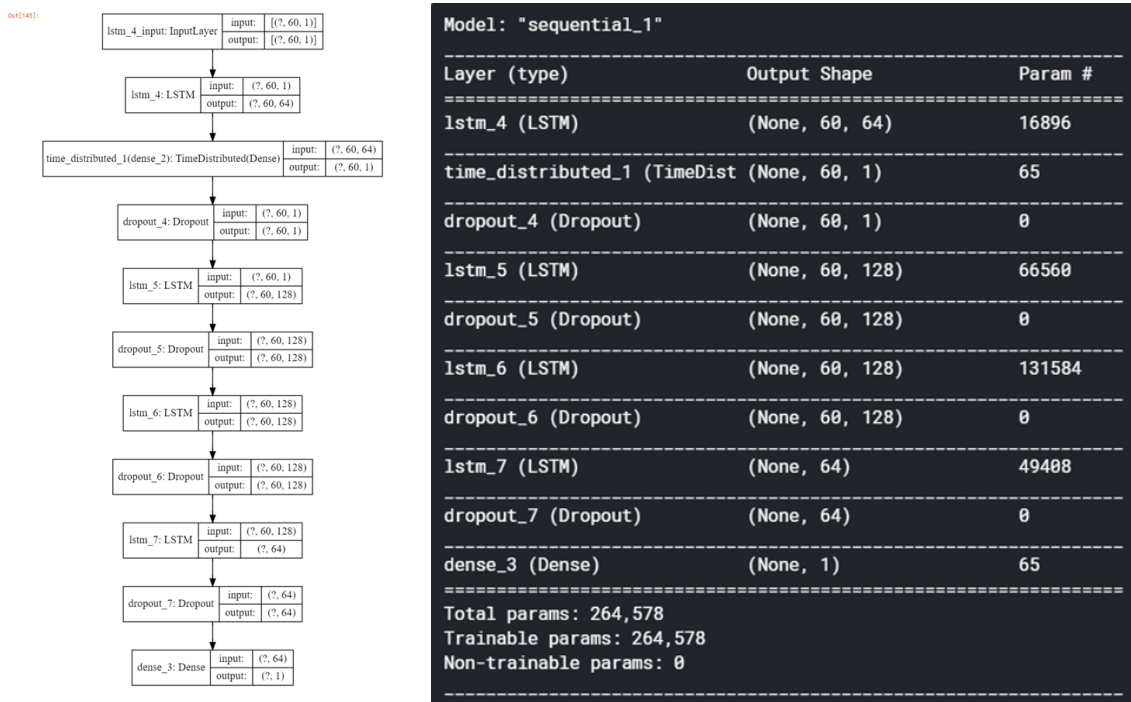 Out[145]:
lstm_4_input: InputLayer input: [(?, 60, 1)]
output: [(?, 60, 1)]
lstm_4: LSTM input: (?, 60, 1)
output: (?, 60, 64)
time_distributed_1(dense_2): TimeDistributed(Dense) input: (?, 60, 64)
output: (?, 60, 1)
dropout_4: Dropout input: (?, 60, 1)
output: (?, 60, 1)
lstm_5: LSTM input: (?, 60, 1)
output: (?, 60, 128)
dropout_5: Dropout input: (?, 60, 128)
output: (?, 60, 128)
lstm_6: LSTM input: (?, 60, 128)
output: (?, 60, 128)
dropout_6: Dropout input: (?, 60, 128)
output: (?, 60, 128)
lstm_7: LSTM input: (?, 60, 128)
output: (?, 64)
dropout_7: Dropout input: (?, 64)
output: (?, 64)
dense_3: Dense input: (?, 64)
output: (?, 1)
Model: "sequential_1"
Layer (type) Output Shape Param #
lstm_4 (LSTM) (None, 60, 64) 16896
time_distributed_1 (TimeDist (None, 60, 1) 65
dropout_4 (Dropout) (None, 60, 1) 0
lstm_5 (LSTM) (None, 60, 128) 66560
dropout_5 (Dropout) (None, 60, 128) 0
lstm_6 (LSTM) (None, 60, 128) 131584
dropout_6 (Dropout) (None, 60, 128) 0
lstm_7 (LSTM) (None, 64) 49408
dropout_7 (Dropout) (None, 64) 0
dense_3 (Dense) (None, 1) 65
Total params: 264,578
Trainable params: 264,578
Non-trainable params: 0